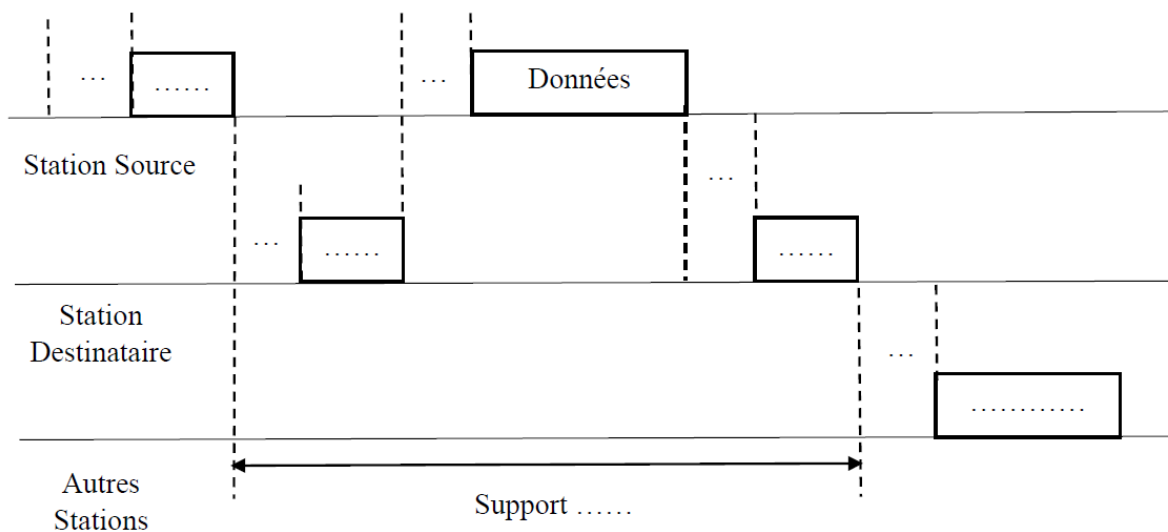 ...
......
...
Données
Station Source
...
...
......
......
Station
Destinataire
...
............
Autres
Stations
Support ......